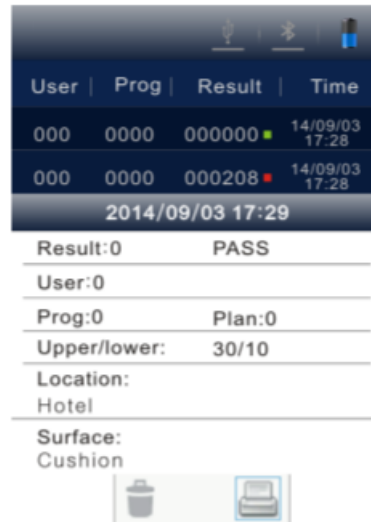 User | Prog | Result | Time
000 0000 000000 14/09/03 17:28
000 0000 000208 14/09/03 17:28
2014/09/03 17:29
Result:0 PASS
User:0
Prog:0 Plan:0
Upper/lower: 30/10
Location:
Hotel
Surface:
Cushion